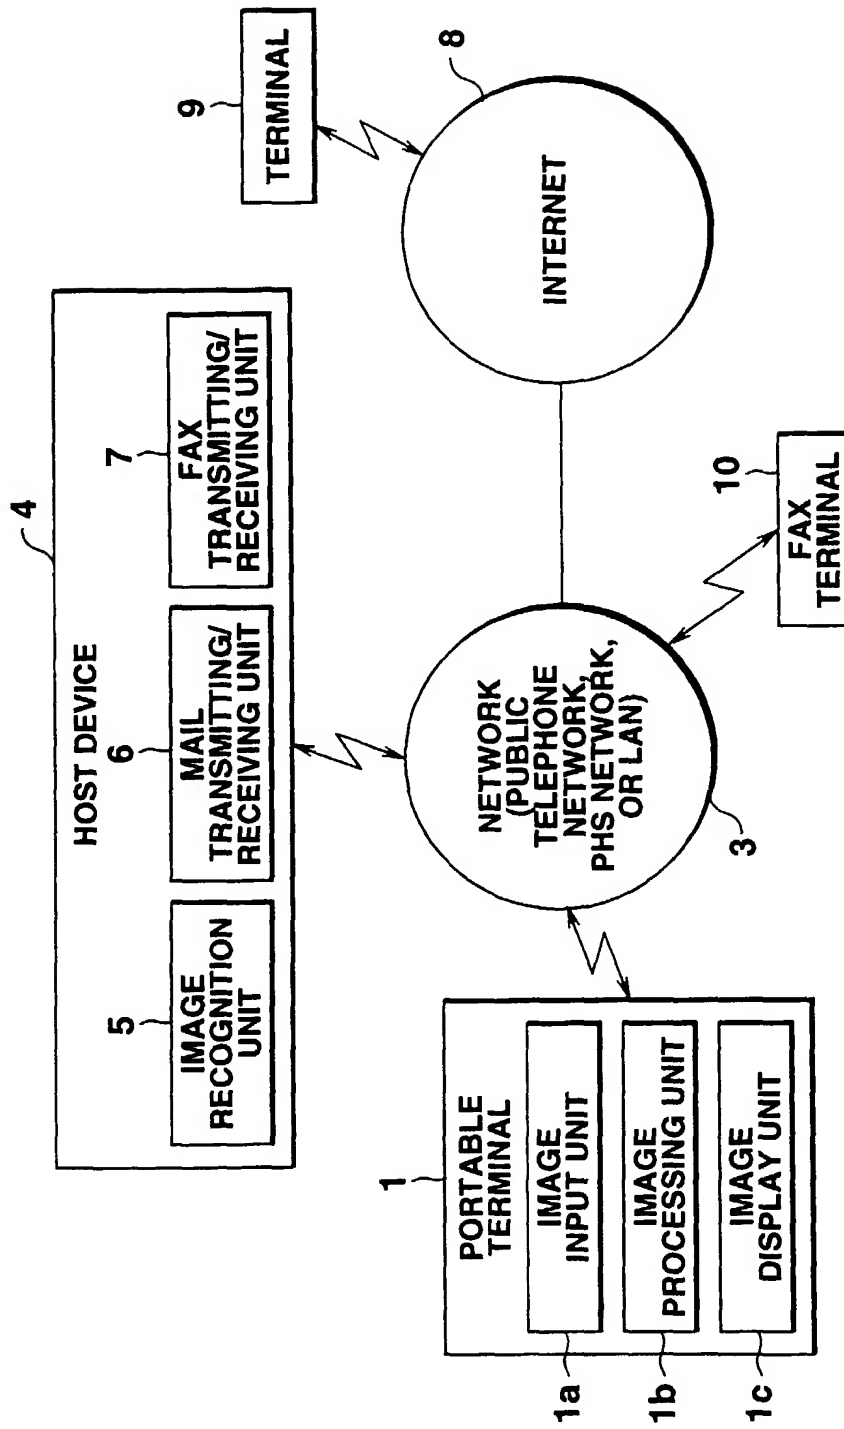 4
HOST DEVICE
5
IMAGE
RECOGNITION
UNIT
6
MAIL
TRANSMITTING/
RECEIVING UNIT
7
FAX
TRANSMITTING/
RECEIVING UNIT
9
TERMINAL
8
INTERNET
1
PORTABLE
TERMINAL
1a
IMAGE
INPUT UNIT
1b
IMAGE
PROCESSING UNIT
1c
IMAGE
DISPLAY UNIT
NETWORK
(PUBLIC
TELEPHONE
NETWORK,
PHS NETWORK,
OR LAN)
3
10
FAX
TERMINAL